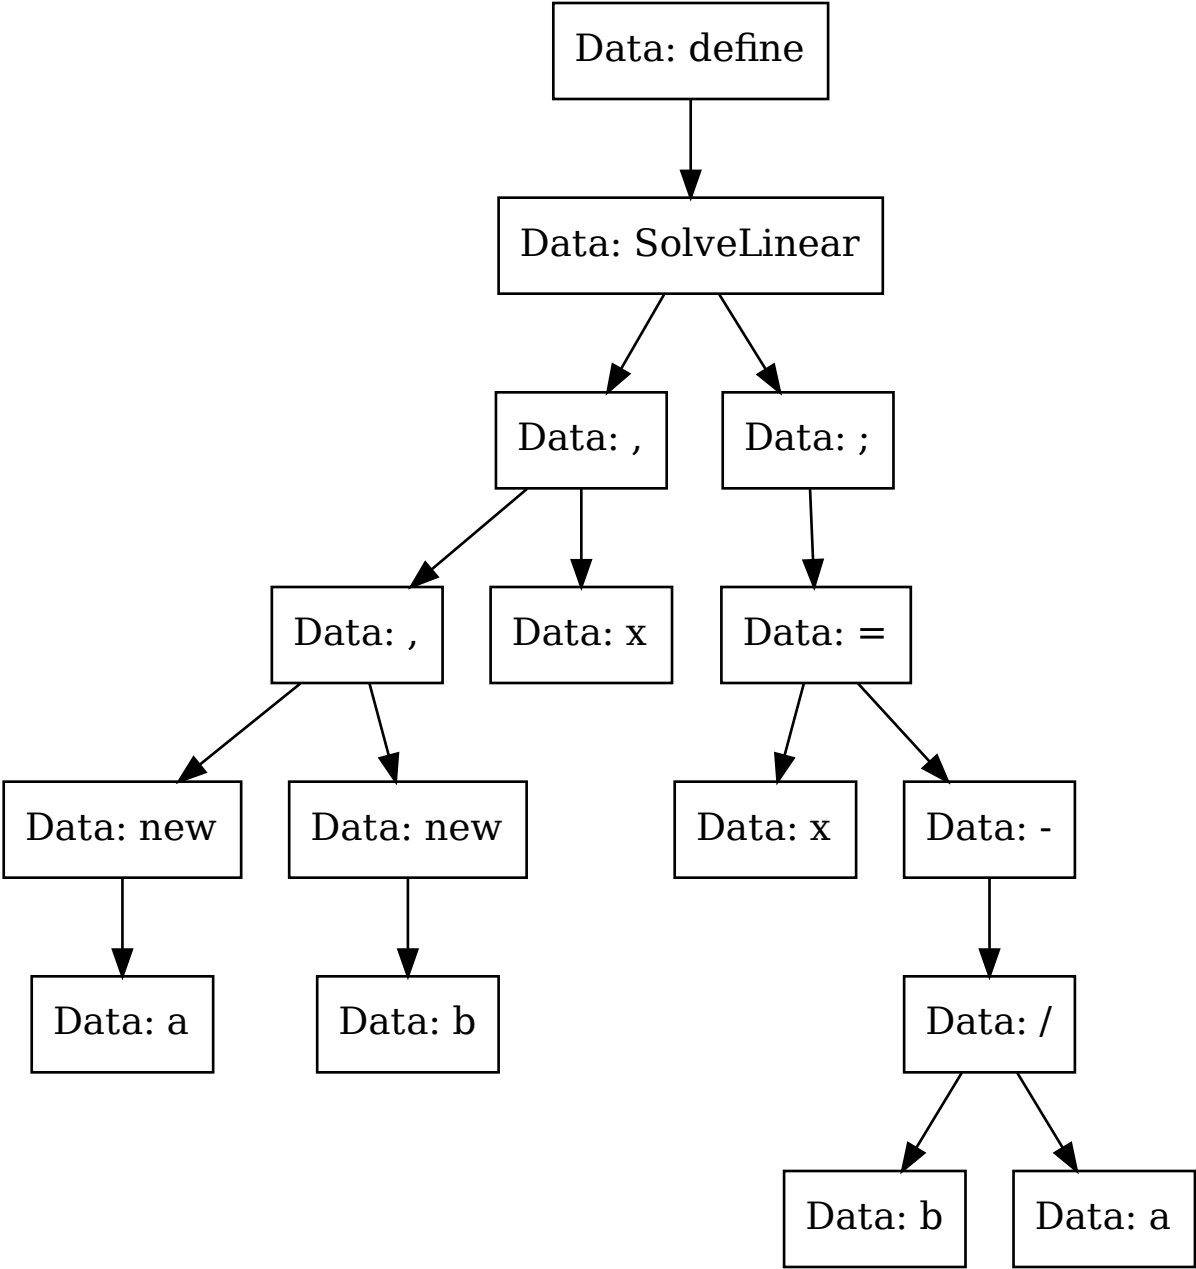 Data: define
Data: SolveLinear
Data: ,
Data: ;
Data: ,
Data: x
Data: =
Data: new
Data: new
Data: x
Data: -
Data: a
Data: b
Data: /
Data: b
Data: a